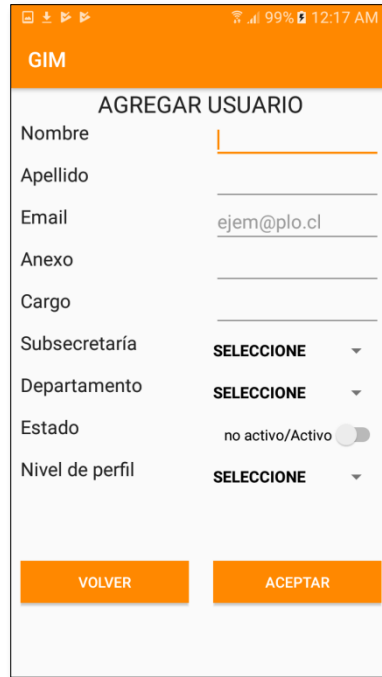 99% 12:17 AM
GIM
AGREGAR USUARIO
Nombre
Apellido
Email ejem@plo.cl
Anexo
Cargo
Subsecretaría SELECCIONE
Departamento SELECCIONE
Estado no activo/Activo
Nivel de perfil SELECCIONE
VOLVER ACEPTAR